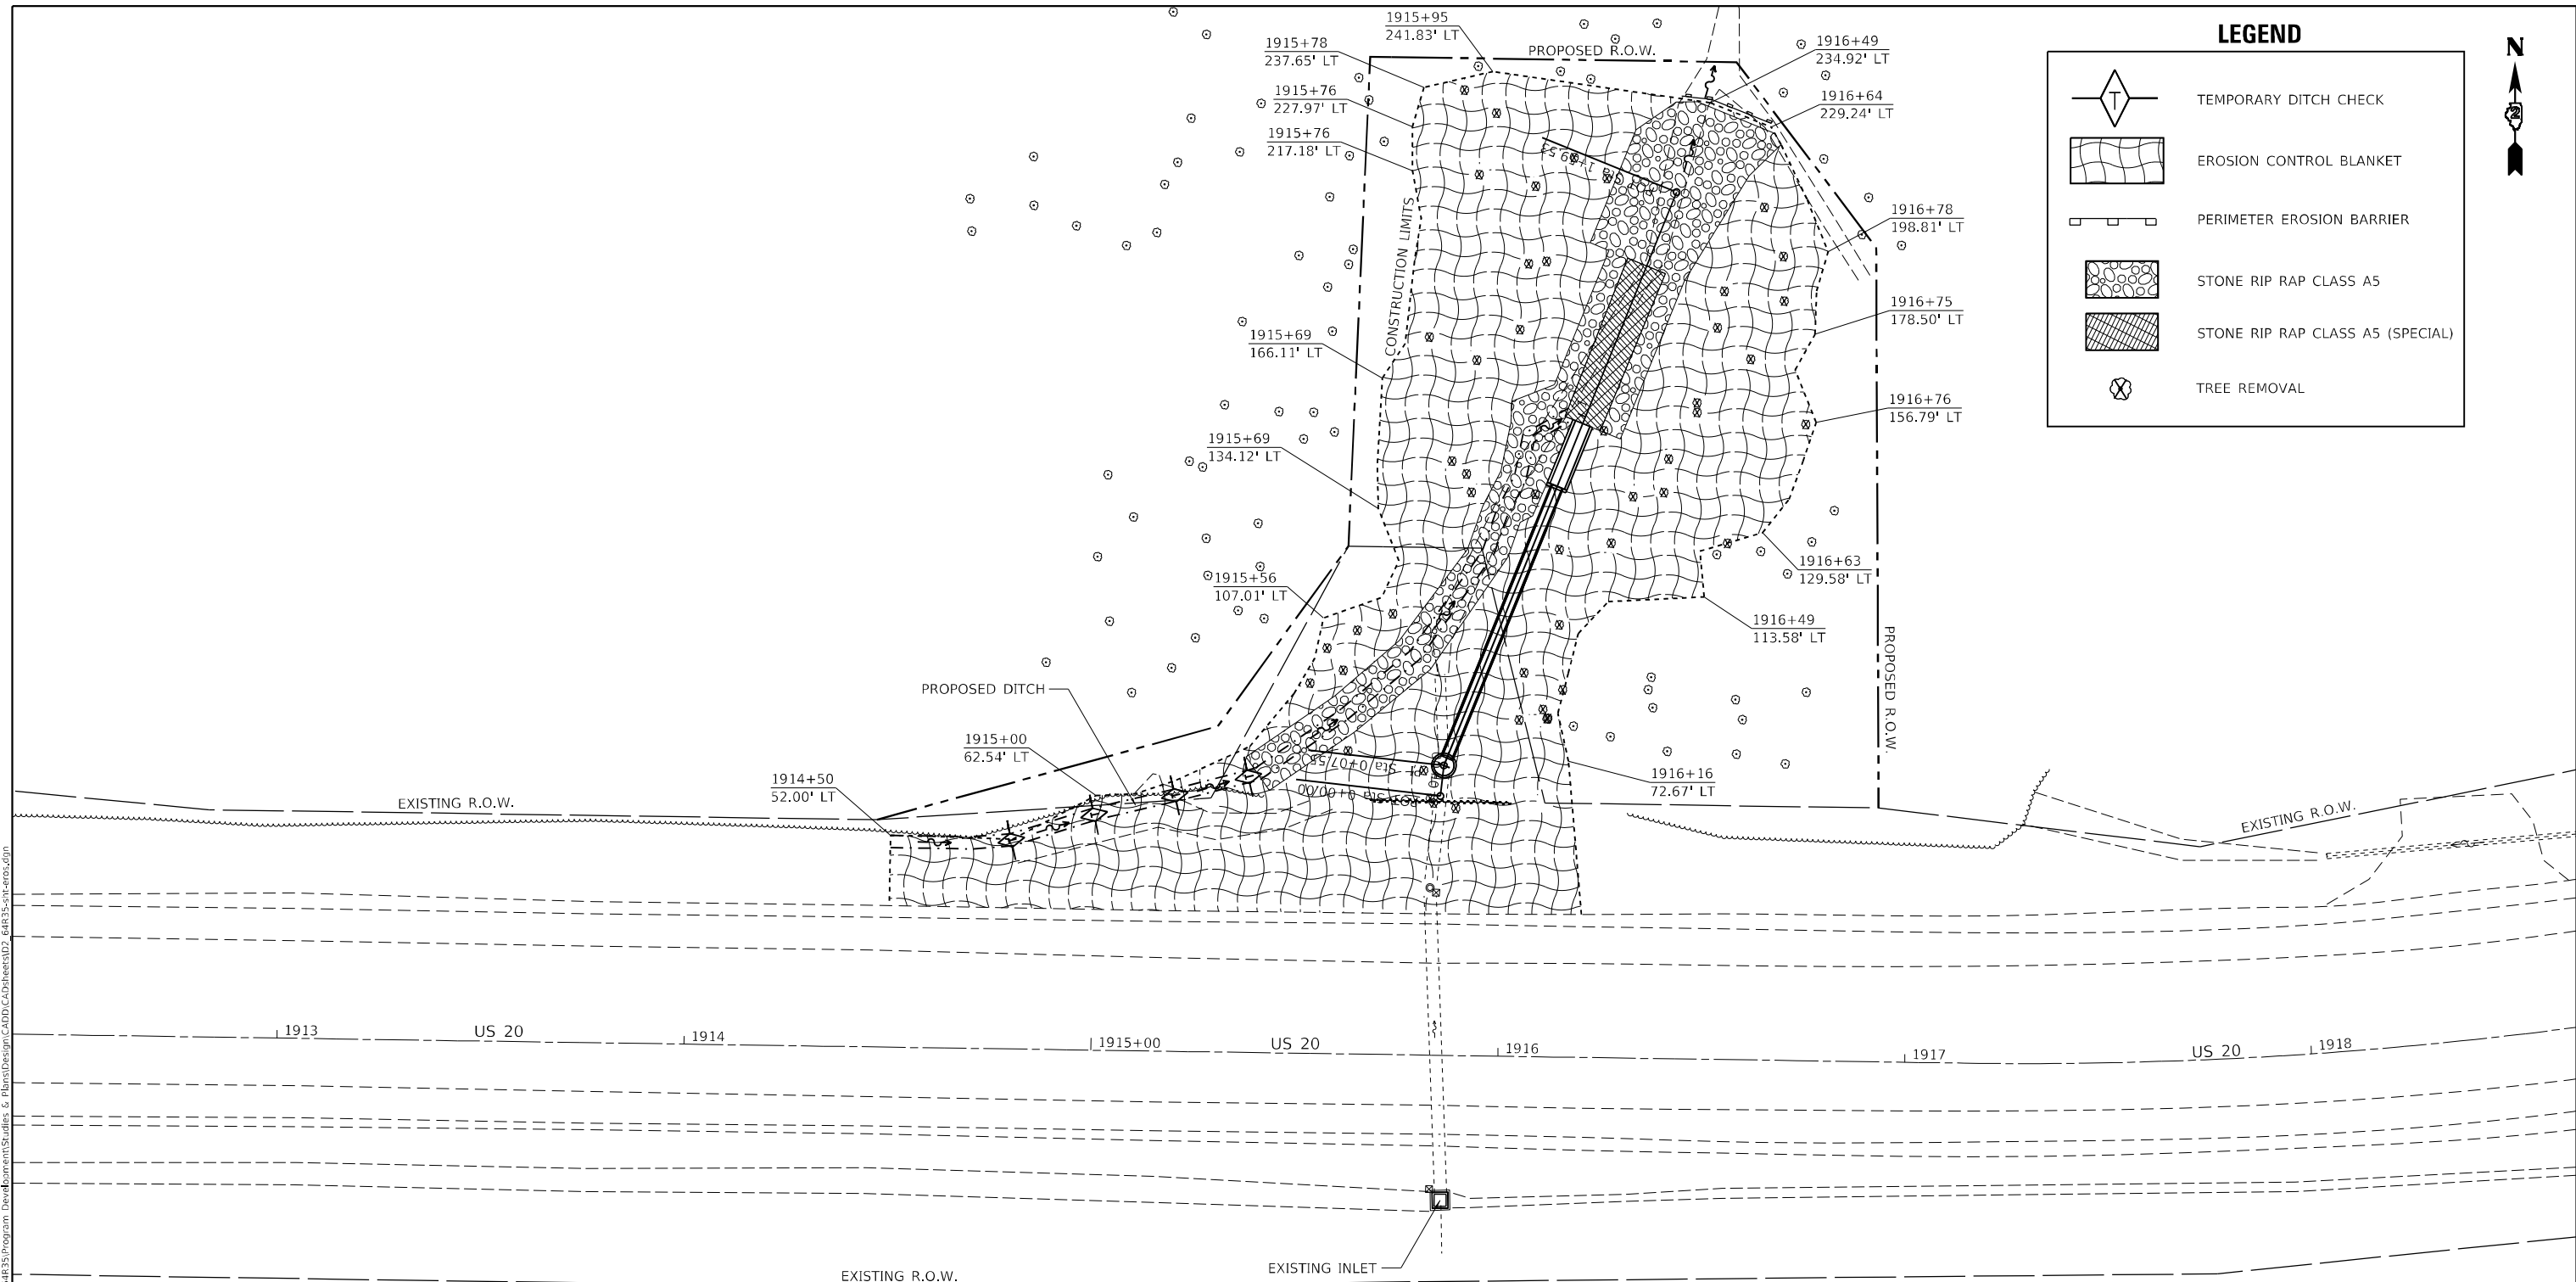 1915+95
241.83' LT
1915+78
237.65' LT
PROPOSED R.O.W.
1916+49
234.92' LT
LEGEND
N
1915+76
227.97' LT
1916+64
229.24' LT
TEMPORARY DITCH CHECK
T
1915+76
217.18' LT
EROSION CONTROL BLANKET
PERIMETER EROSION BARRIER
1916+78
198.81' LT
STONE RIP RAP CLASS A5
CONSTRUCTION LIMITS
1916+75
178.50' LT
STONE RIP RAP CLASS A5 (SPECIAL)
1915+69
166.11' LT
TREE REMOVAL
1916+76
156.79' LT
1915+69
134.12' LT
1916+63
129.58' LT
1915+56
107.01' LT
1916+49
113.58' LT
PROPOSED R.O.W.
PROPOSED DITCH
1915+00
62.54' LT
1914+50
52.00' LT
1916+16
72.67' LT
EXISTING R.O.W.
EXISTING R.O.W.
1913
US 20
1914
1915+00
US 20
1916
1917
US 20
1918
EXISTING INLET
EXISTING R.O.W.